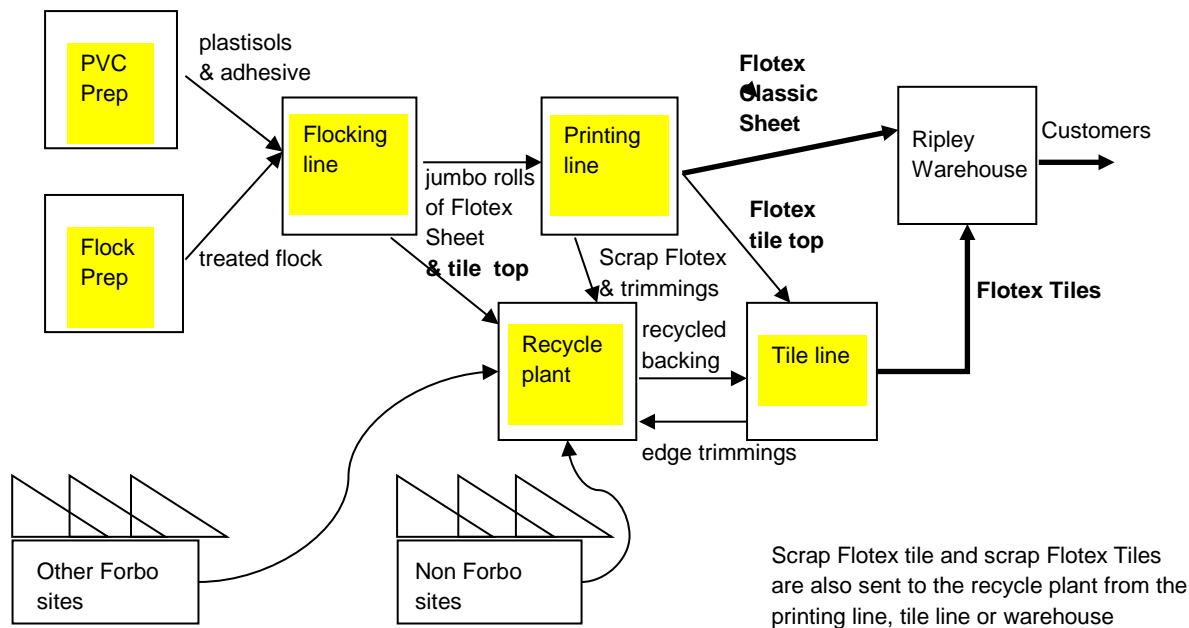 PVC
Prep
plastisols
& adhesive
Flock
Prep
treated flock
Flocking
line
jumbo rolls
of Flotex
Sheet
& tile top
Printing
line
Scrap Flotex
& trimmings
Flotex
Classic
Sheet
Flotex
tile top
Ripley
Warehouse
Customers
Flotex Tiles
Recycle
plant
recycled
backing
Tile line
edge trimmings
Other Forbo
sites
Non Forbo
sites
Scrap Flotex tile and scrap Flotex Tiles
are also sent to the recycle plant from the
printing line, tile line or warehouse